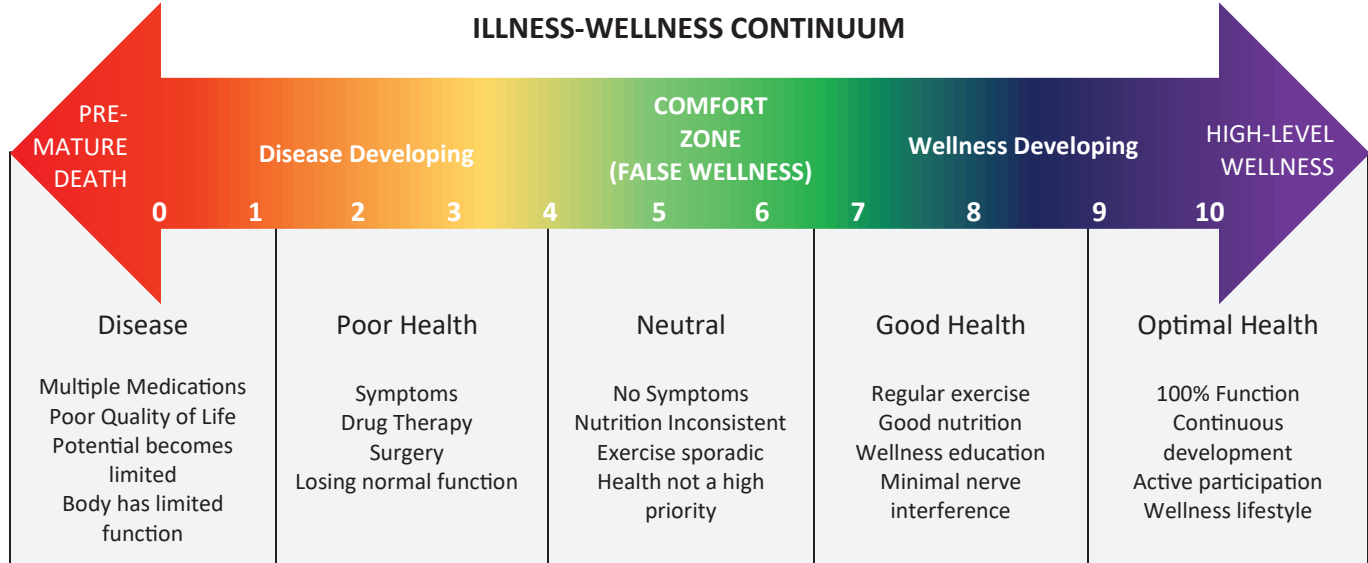 ILLNESS-WELLNESS CONTINUUM
PRE-
MATURE
DEATH
Disease Developing
COMFORT
ZONE
(FALSE WELLNESS)
Wellness Developing
HIGH-LEVEL
WELLNESS
0 1 2 3 4 5 6 7 8 9 10
Disease
Multiple Medications
Poor Quality of Life
Potential becomes
limited
Body has limited
function
Poor Health
Symptoms
Drug Therapy
Surgery
Losing normal function
Neutral
No Symptoms
Nutrition Inconsistent
Exercise sporadic
Health not a high
priority
Good Health
Regular exercise
Good nutrition
Wellness education
Minimal nerve
interference
Optimal Health
100% Function
Continuous
development
Active participation
Wellness lifestyle